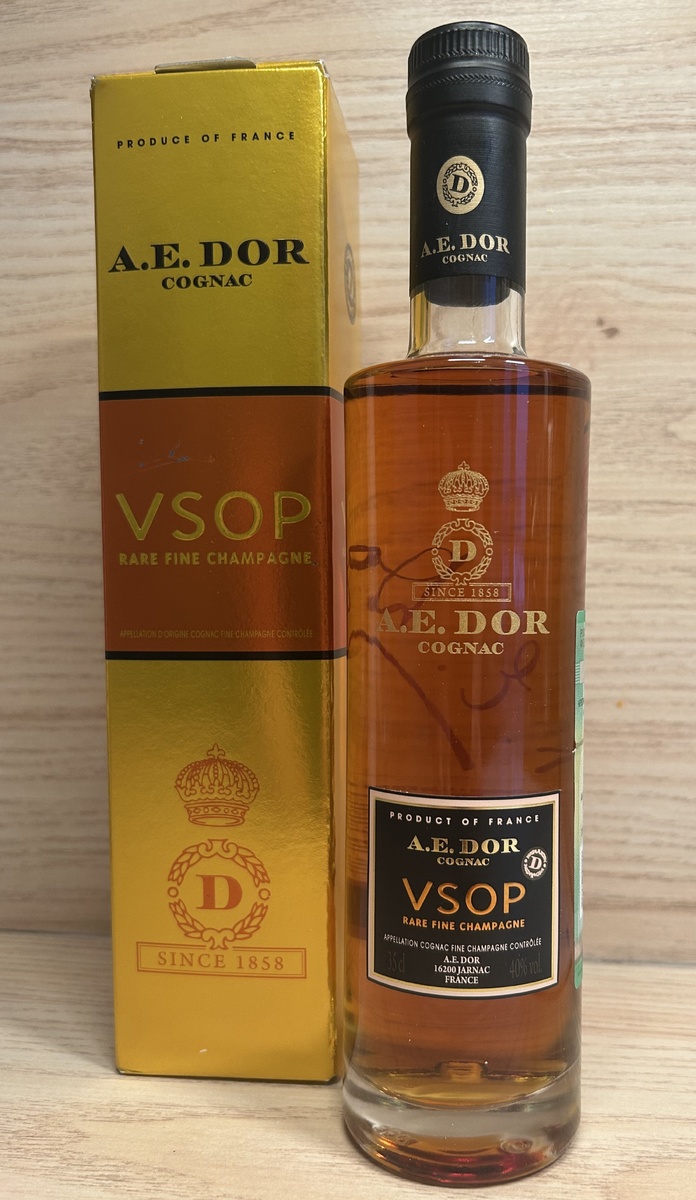 PRODUCE OF FRANCE
A.E. DOR
COGNAC
VSOP
RARE FINE CHAMPAGNE
APPELLATION D'ORIGINE COGNAC FINE CHAMPAGNE CONTRÔLÉE
D
SINCE 1858
D
A.E. DOR
COGNAC
D
SINCE 1858
A.E. DOR
COGNAC
PRODUCT OF FRANCE
A.E. DOR
COGNAC
D
VSOP
RARE FINE CHAMPAGNE
APPELLATION COGNAC FINE CHAMPAGNE CONTRÔLÉE
A.E. DOR
35cl 16200 JARNAC 40% vol.
FRANCE